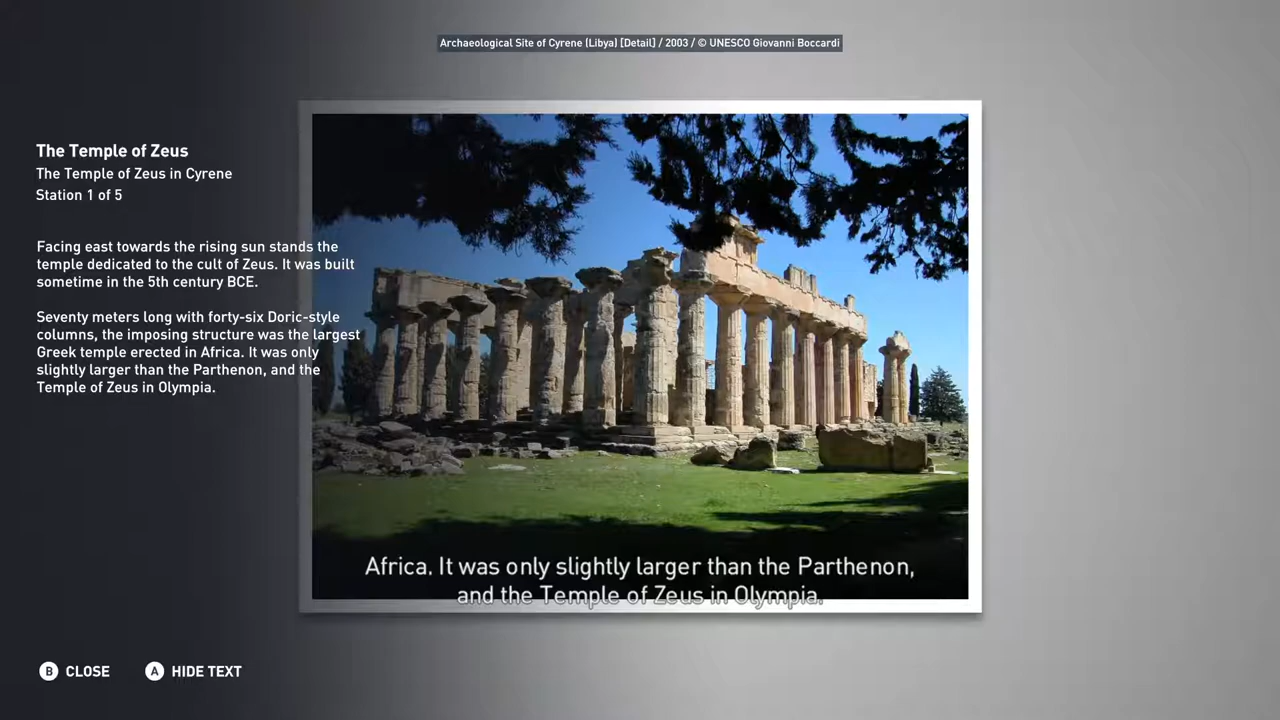 Archaeological Site of Cyrene (Libya) [Detail] / 2003 / © UNESCO Giovanni Boccardi
The Temple of Zeus
The Temple of Zeus in Cyrene
Station 1 of 5
Facing east towards the rising sun stands the
temple dedicated to the cult of Zeus. It was built
sometime in the 5th century BCE.
Seventy meters long with forty-six Doric-style
columns, the imposing structure was the largest
Greek temple erected in Africa. It was only
slightly larger than the Parthenon, and the
Temple of Zeus in Olympia.
Africa. It was only slightly larger than the Parthenon,
and the Temple of Zeus in Olympia.
B CLOSE
A HIDE TEXT